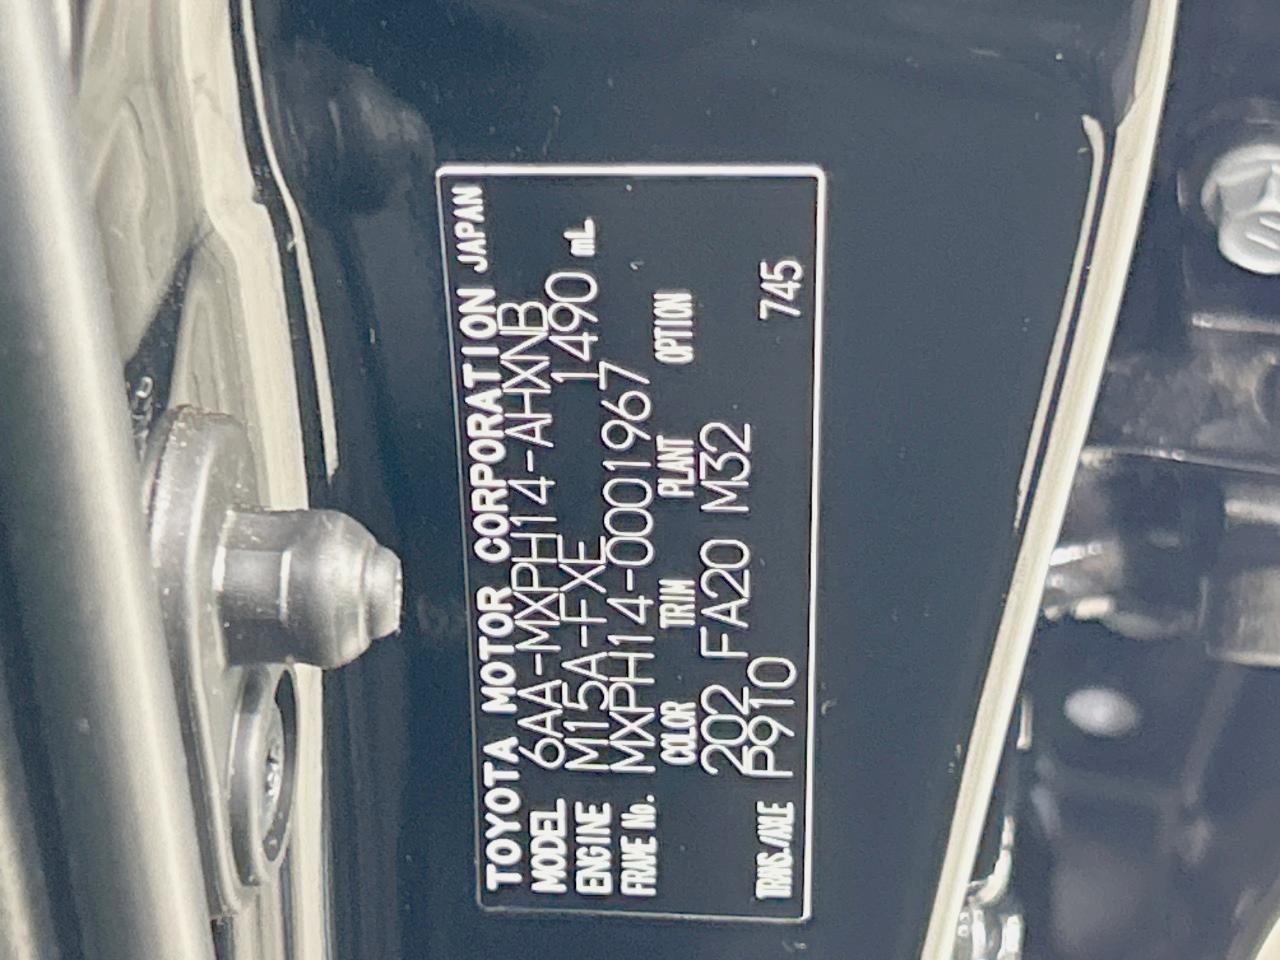 TOYOTA MOTOR CORPORATION JAPAN
MODEL 6AA-MXPH14-AHXNB
ENGINE M15A-FXE 1490 mL
FRAME No. MXPH14-0001967
COLOR TRIM PLANT OPTION
202 FA20 M32
TRANS./AXLE P910 745